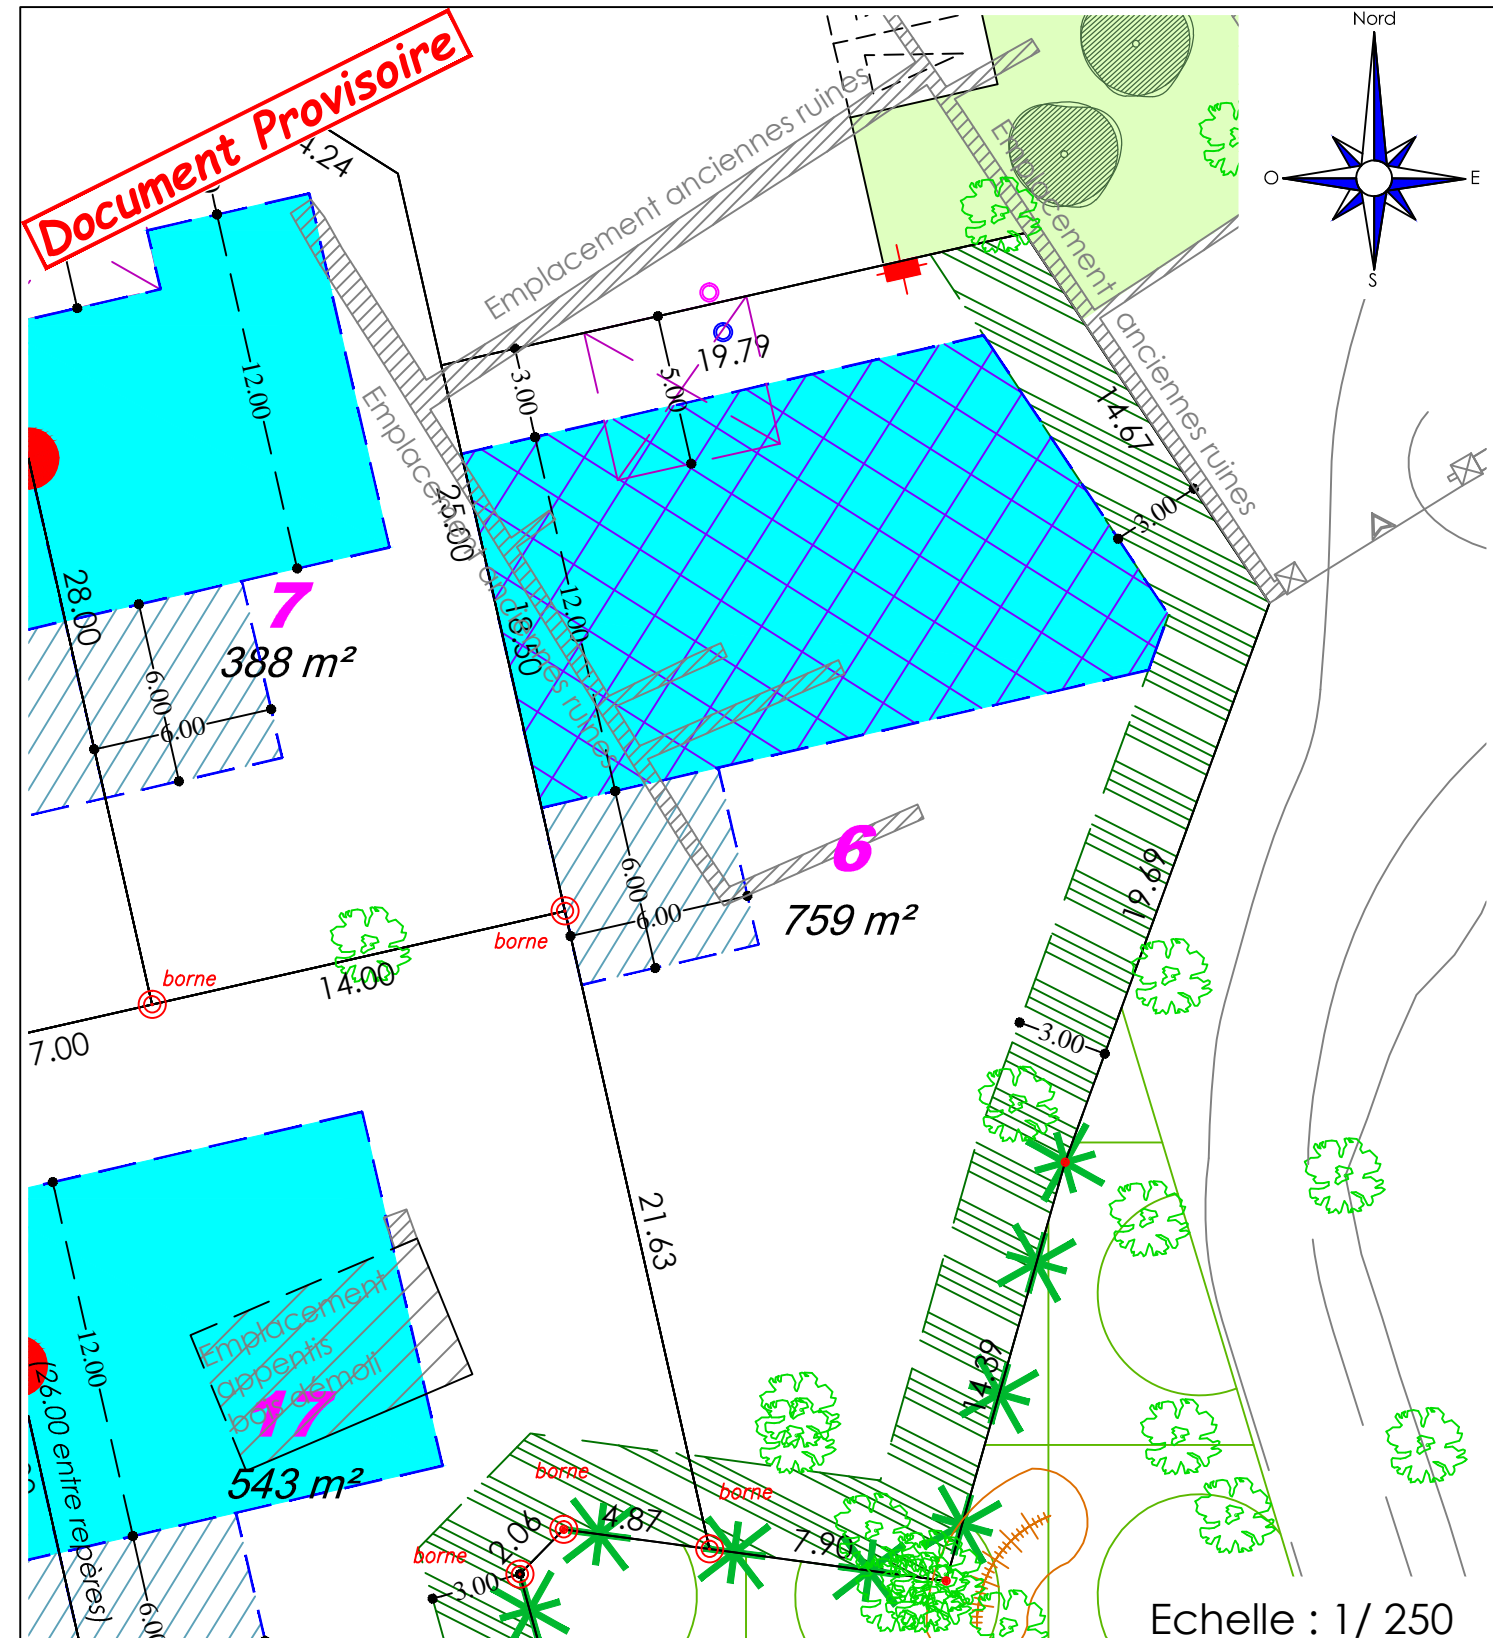 Document Provisoire
Nord
O
E
S
4.24
Emplacement anciennes ruines
Emplacement
anciennes ruines
12.00
3.00
5.00
19.79
14.67
3.00
Emplacement anciennes ruines
25.00
18.50
12.00
28.00
7
388 m²
6.00
6.00
6
759 m²
6.00
6.00
19.69
borne
borne
14.00
7.00
3.00
21.63
14.39
Emplacement
appentis
bois démoli
12.00
17
543 m²
(26.00 entre repères)
6.00
borne
borne
borne
2.06
4.87
7.90
3.00
Echelle : 1/ 250